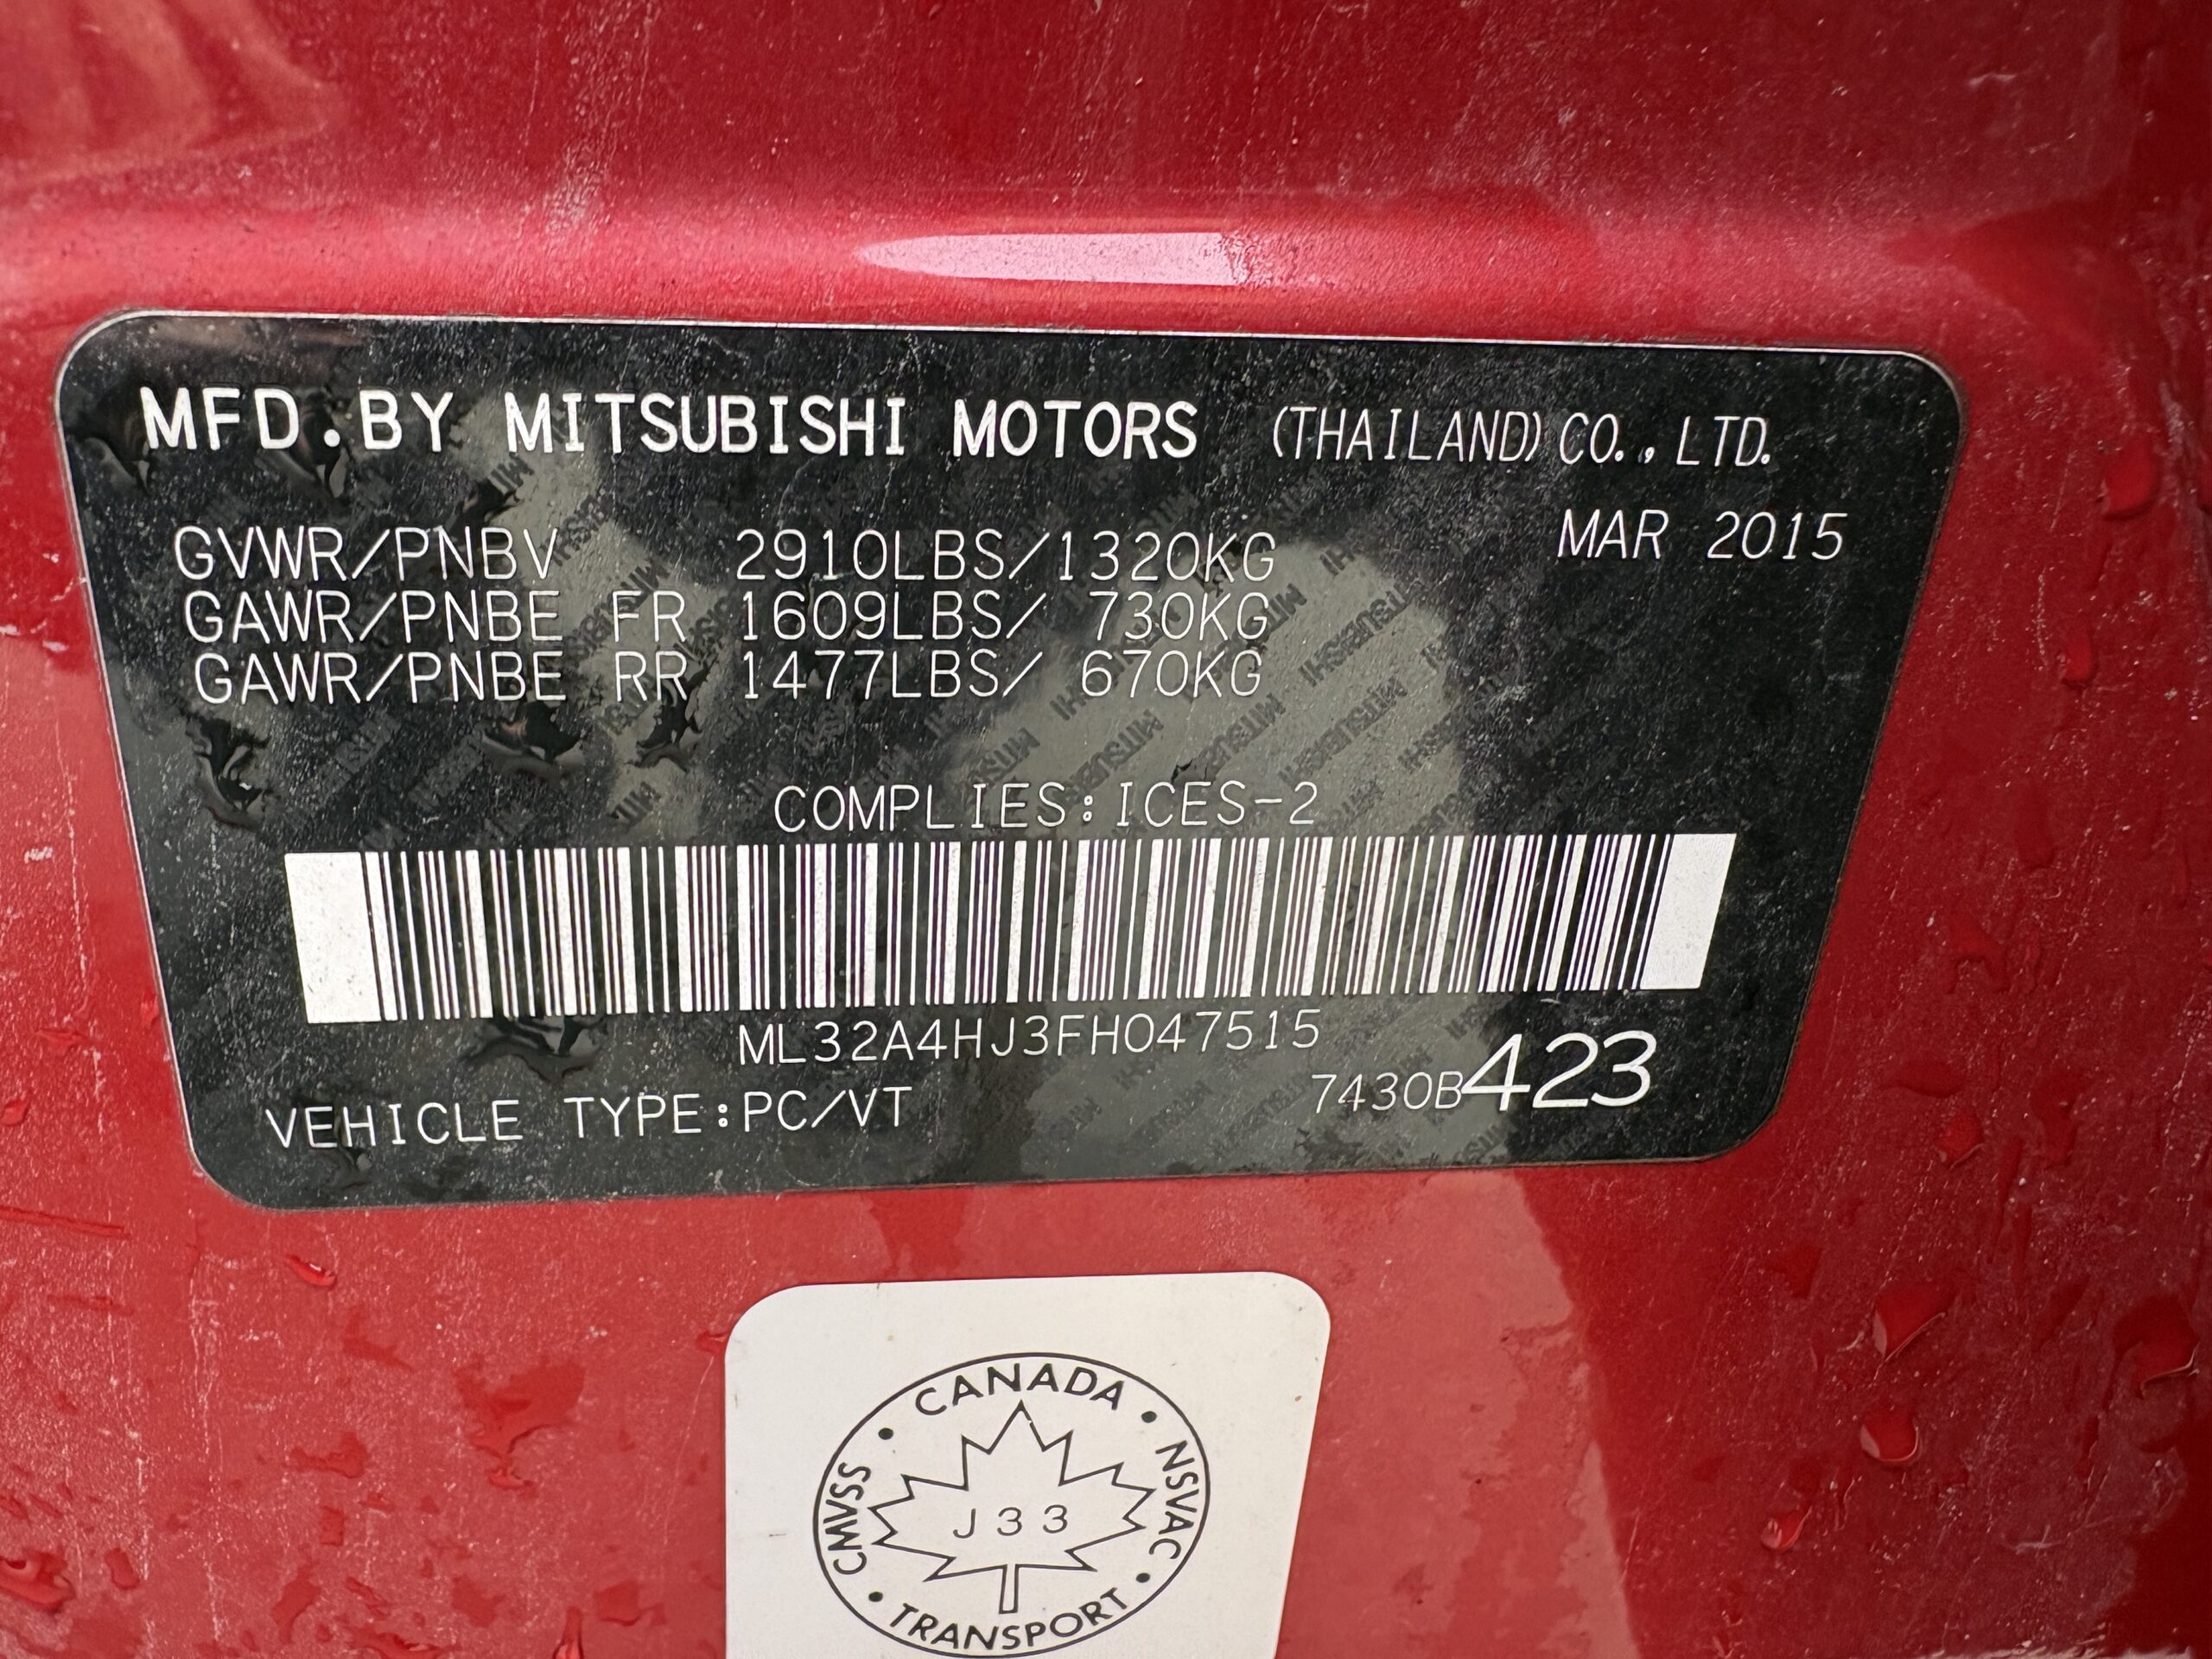 MFD.BY MITSUBISHI MOTORS (THAILAND) CO., LTD.
MAR 2015
GVWR/PNBV 2910LBS/1320KG
GAWR/PNBE FR 1609LBS/ 730KG
GAWR/PNBE RR 1477LBS/ 670KG
COMPLIES:ICES-2
ML32A4HJ3FH047515
VEHICLE TYPE:PC/VT
7430B423
CANADA
CMVSS
NSVAC
J33
TRANSPORT